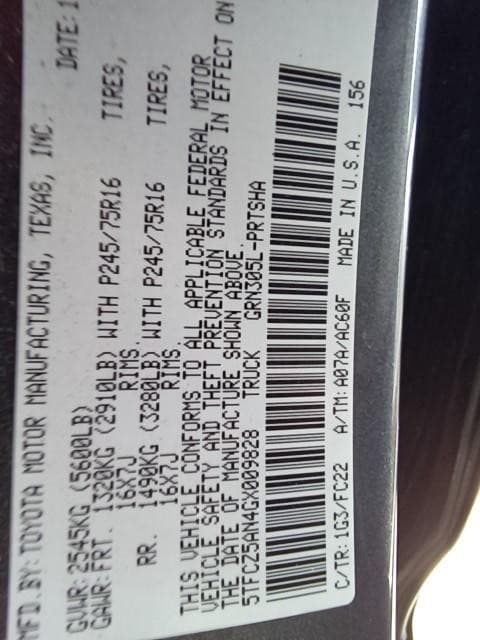 MFD.BY: TOYOTA MOTOR MANUFACTURING, TEXAS, INC. DATE: 1
GVWR: 2545KG (5600LB)
GAWR: FRT. 1320KG (2910LB) WITH P245/75R16 TIRES,
16X7J RIMS.
RR. 1490KG (3280LB) WITH P245/75R16 TIRES,
16X7J RIMS.
THIS VEHICLE CONFORMS TO ALL APPLICABLE FEDERAL MOTOR
VEHICLE SAFETY AND THEFT PREVENTION STANDARDS IN EFFECT ON
THE DATE OF MANUFACTURE SHOWN ABOVE.
5TFCZ5AN4GX009828 TRUCK GRN305L-PRTSHA
C/TR: 1G3/FC22 A/TM: A07A/AC60F MADE IN U.S.A. 156